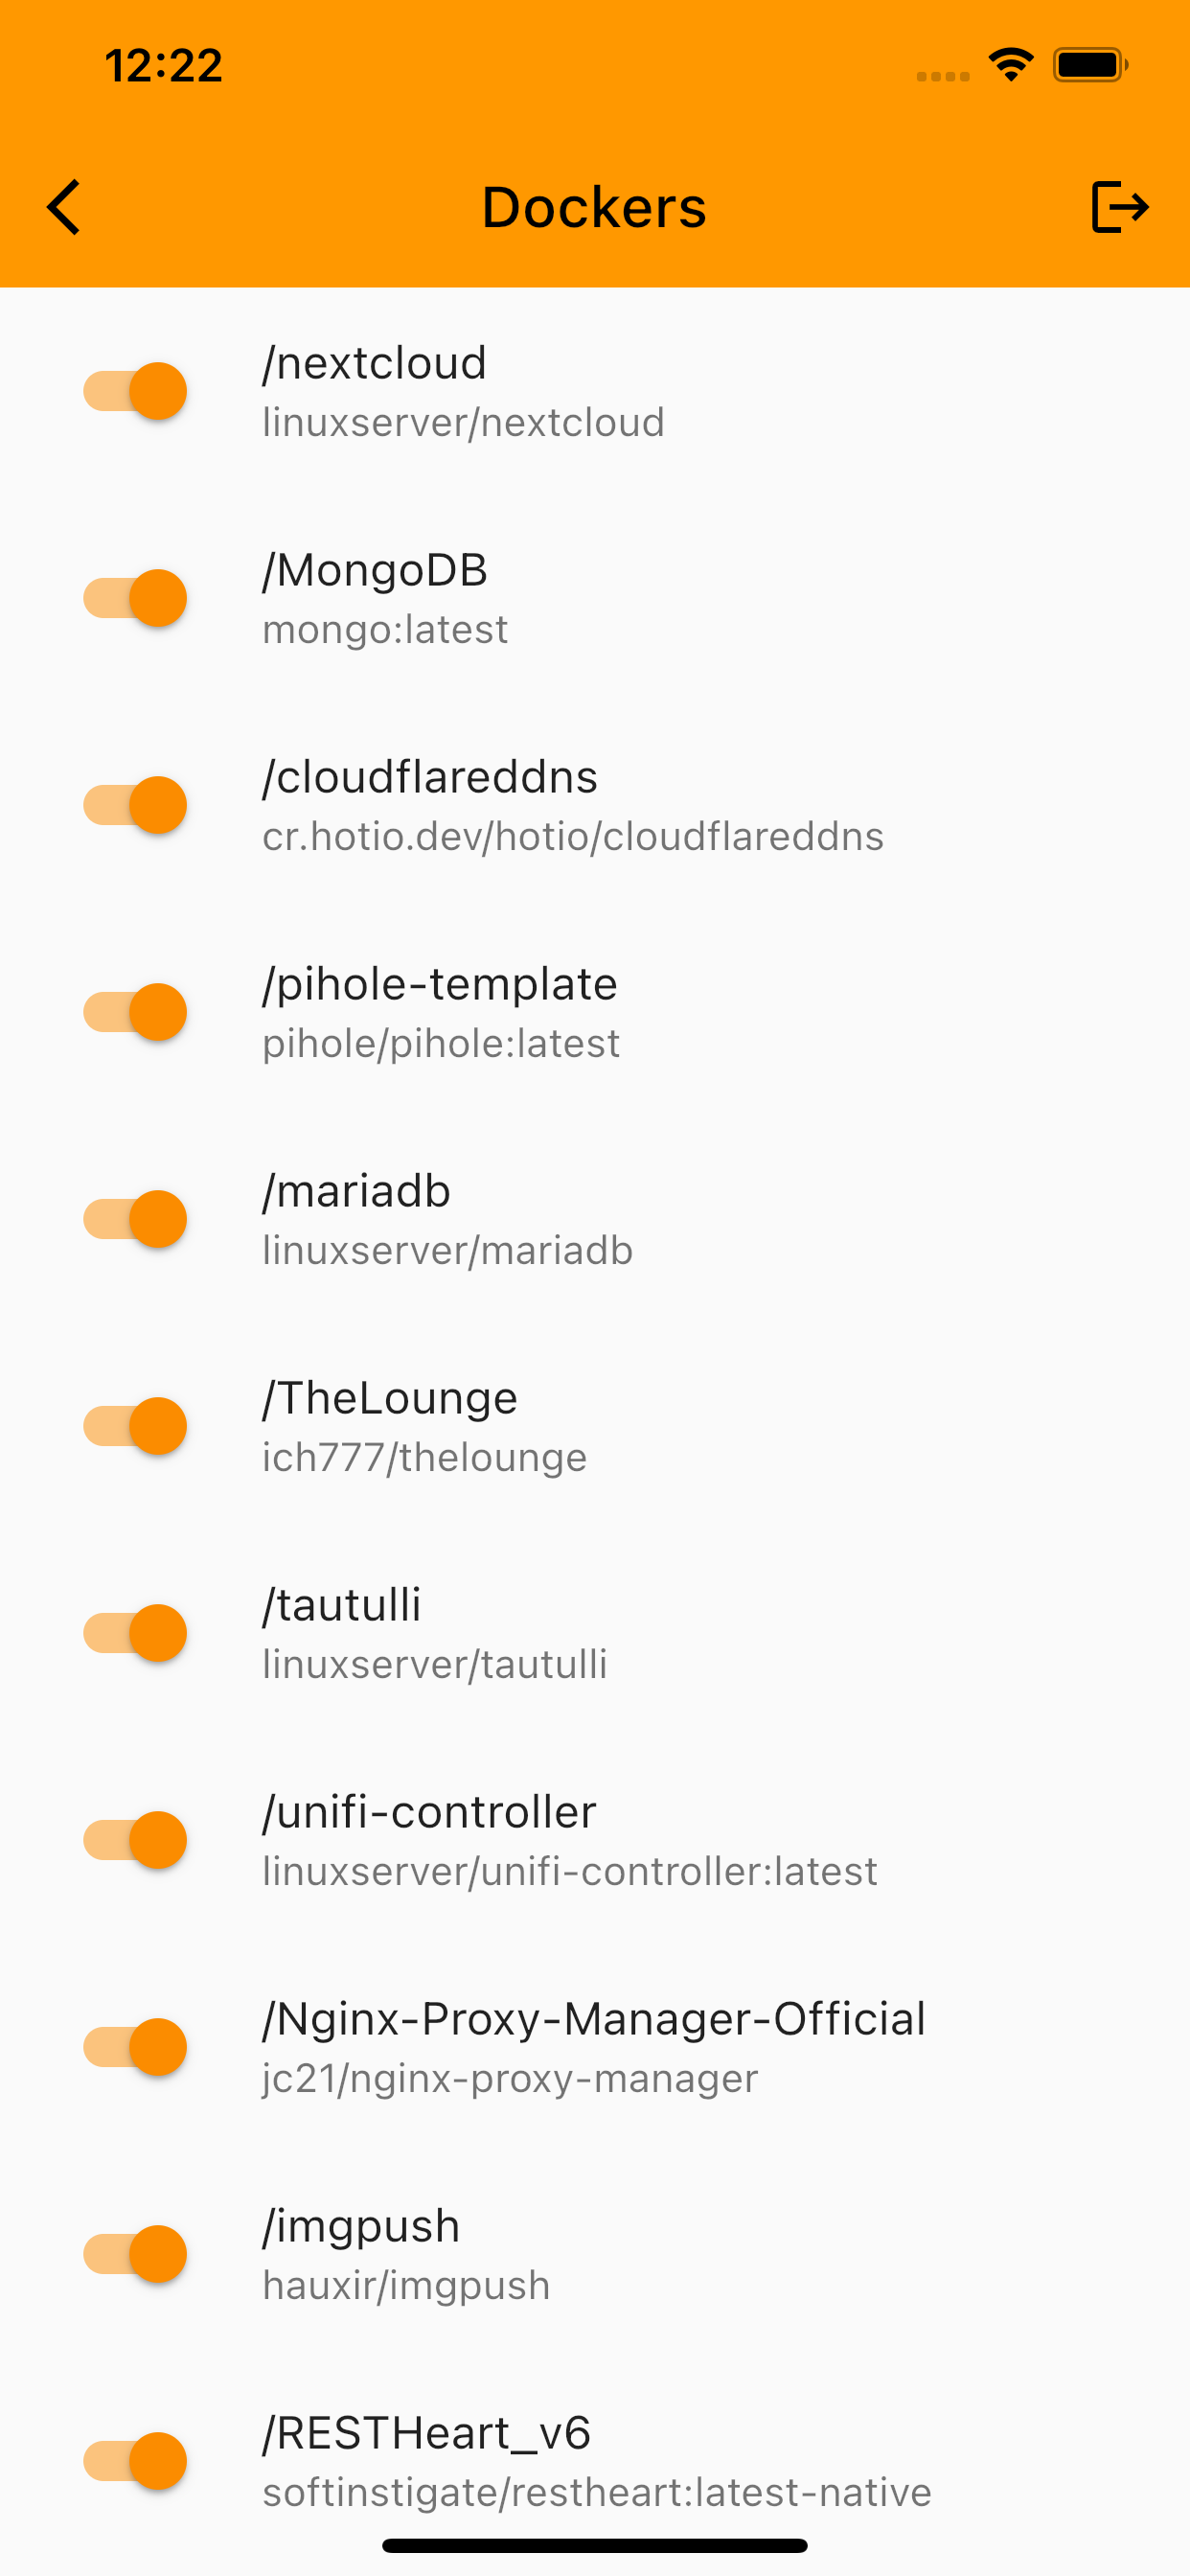 12:22
Dockers
/nextcloud
linuxserver/nextcloud
/MongoDB
mongo:latest
/cloudflareddns
cr.hotio.dev/hotio/cloudflareddns
/pihole-template
pihole/pihole:latest
/mariadb
linuxserver/mariadb
/TheLounge
ich777/thelounge
/tautulli
linuxserver/tautulli
/unifi-controller
linuxserver/unifi-controller:latest
/Nginx-Proxy-Manager-Official
jc21/nginx-proxy-manager
/imgpush
hauxir/imgpush
/RESTHeart_v6
softinstigate/restheart:latest-native